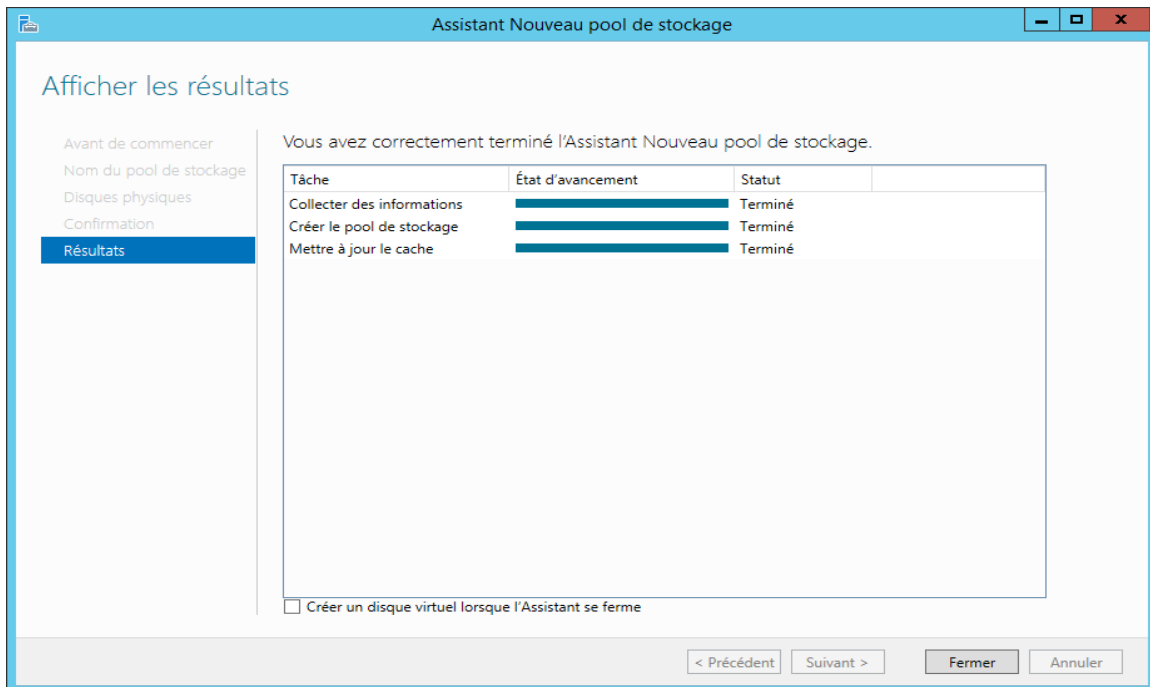 Assistant Nouveau pool de stockage
Afficher les résultats
Avant de commencer
Nom du pool de stockage
Disques physiques
Confirmation
Résultats
Vous avez correctement terminé l'Assistant Nouveau pool de stockage.
Tâche État d'avancement Statut
Collecter des informations Terminé
Créer le pool de stockage Terminé
Mettre à jour le cache Terminé
Créer un disque virtuel lorsque l'Assistant se ferme
< Précédent Suivant > Fermer Annuler